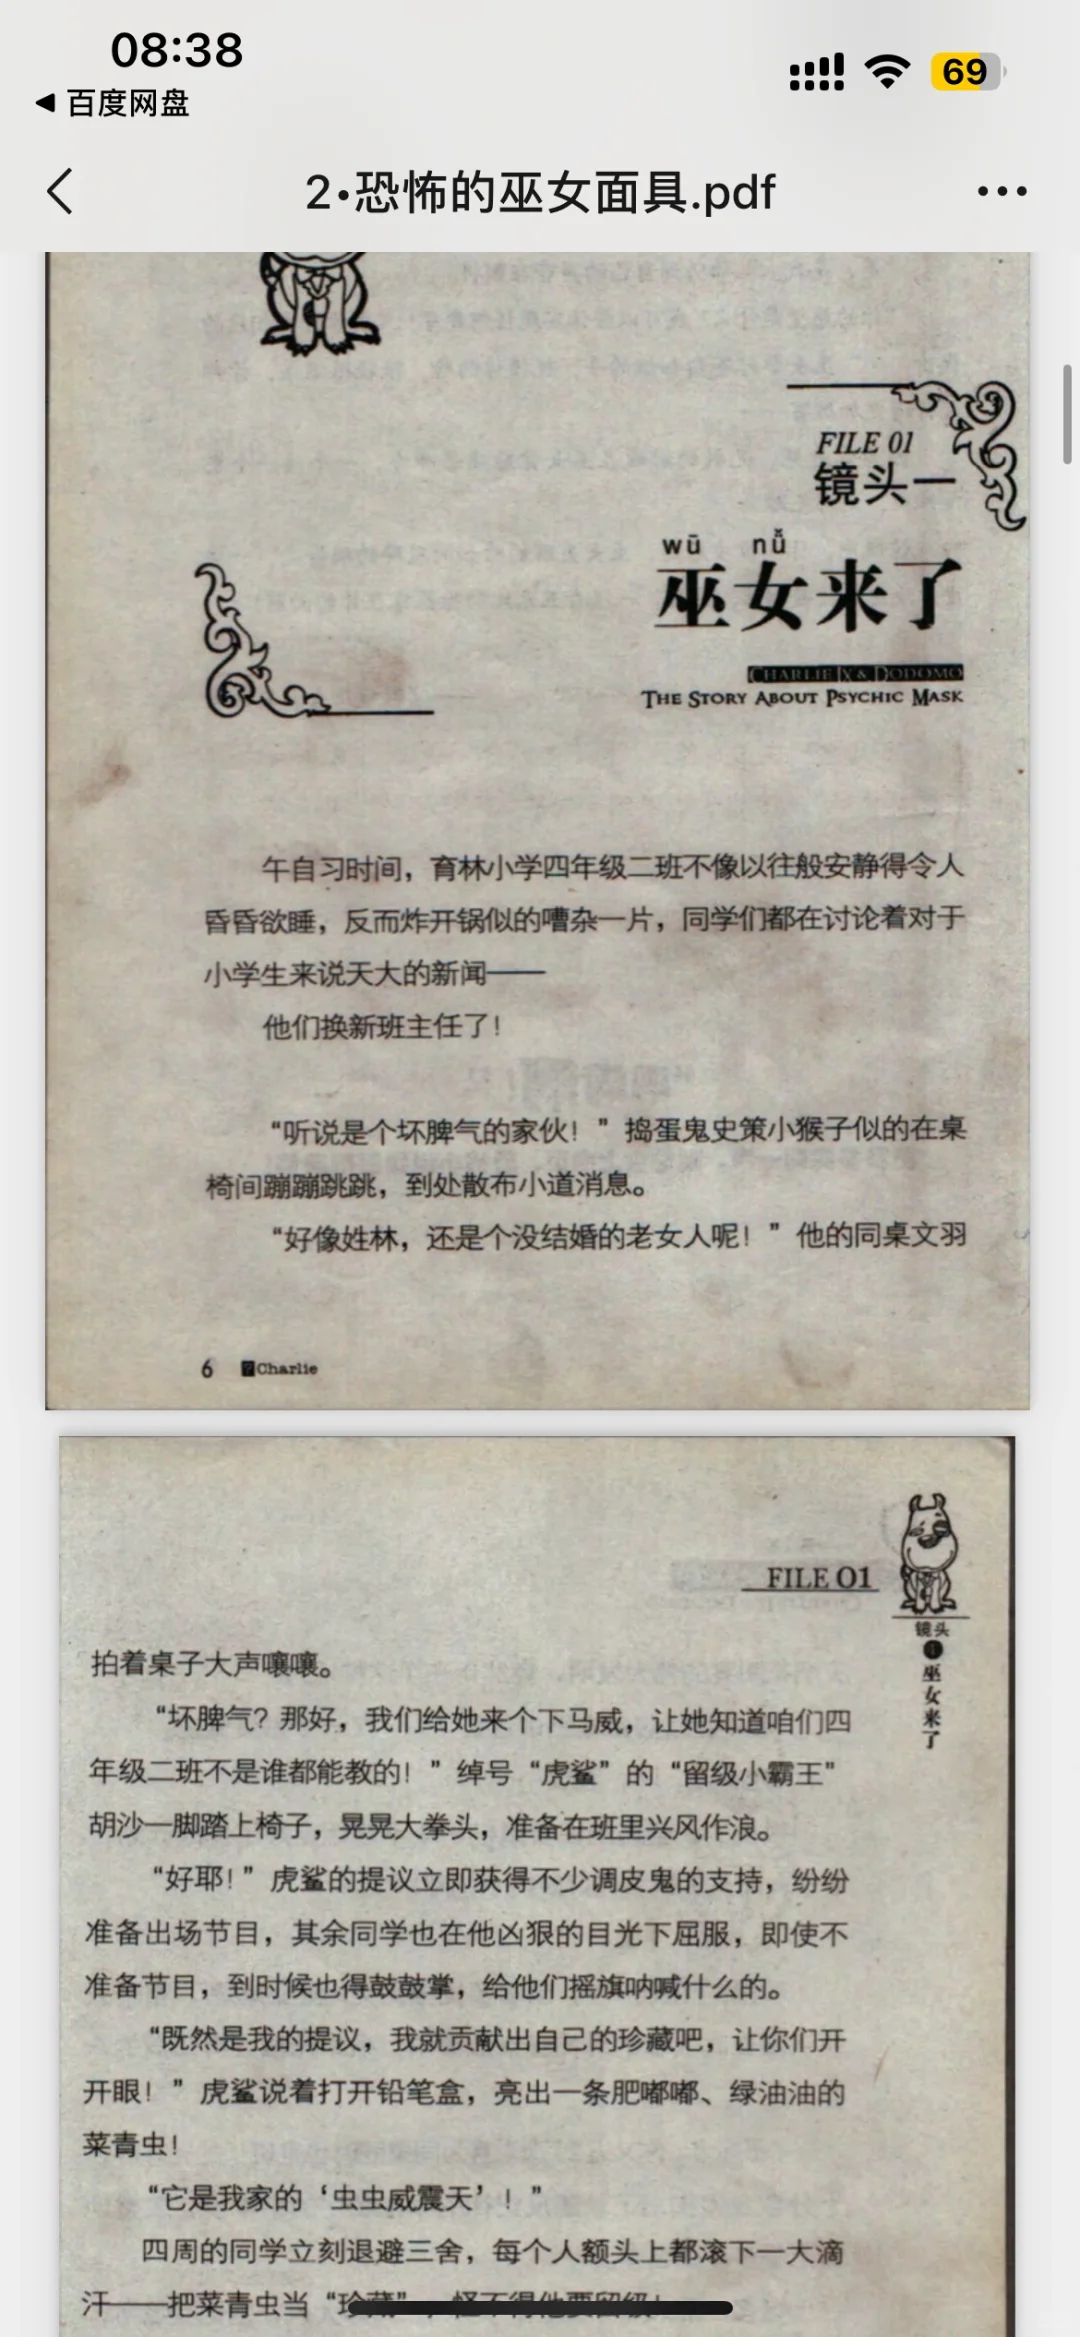 08:38
69
百度网盘
2•恐怖的巫女面具.pdf
FILE 01
镜头一
wū nǚ
巫女来了
CHARLIE IX & DODOMO
THE STORY ABOUT PSYCHIC MASK
午自习时间，育林小学四年级二班不像以往般安静得令人
昏昏欲睡，反而炸开锅似的嘈杂一片，同学们都在讨论着对于
小学生来说天大的新闻——
他们换新班主任了！
“听说是个坏脾气的家伙！”捣蛋鬼史策小猴子似的在桌
椅间蹦蹦跳跳，到处散布小道消息。
“好像姓林，还是个没结婚的老女人呢！”他的同桌文羽
6 Charlie
FILE 01
镜头
1
巫女来了
拍着桌子大声嚷嚷。
“坏脾气？那好，我们给她来个下马威，让她知道咱们四
年级二班不是谁都能教的！”绰号“虎鲨”的“留级小霸王”
胡沙一脚踏上椅子，晃晃大拳头，准备在班里兴风作浪。
“好耶！”虎鲨的提议立即获得不少调皮鬼的支持，纷纷
准备出场节目，其余同学也在他凶狠的目光下屈服，即使不
准备节目，到时候也得鼓鼓掌，给他们摇旗呐喊什么的。
“既然是我的提议，我就贡献出自己的珍藏吧，让你们开
开眼！”虎鲨说着打开铅笔盒，亮出一条肥嘟嘟、绿油油的
菜青虫！
“它是我家的‘虫虫威震天’！”
四周的同学立刻退避三舍，每个人额头上都滚下一大滴
汗——把菜青虫当“珍藏”，怪不得他要留级！